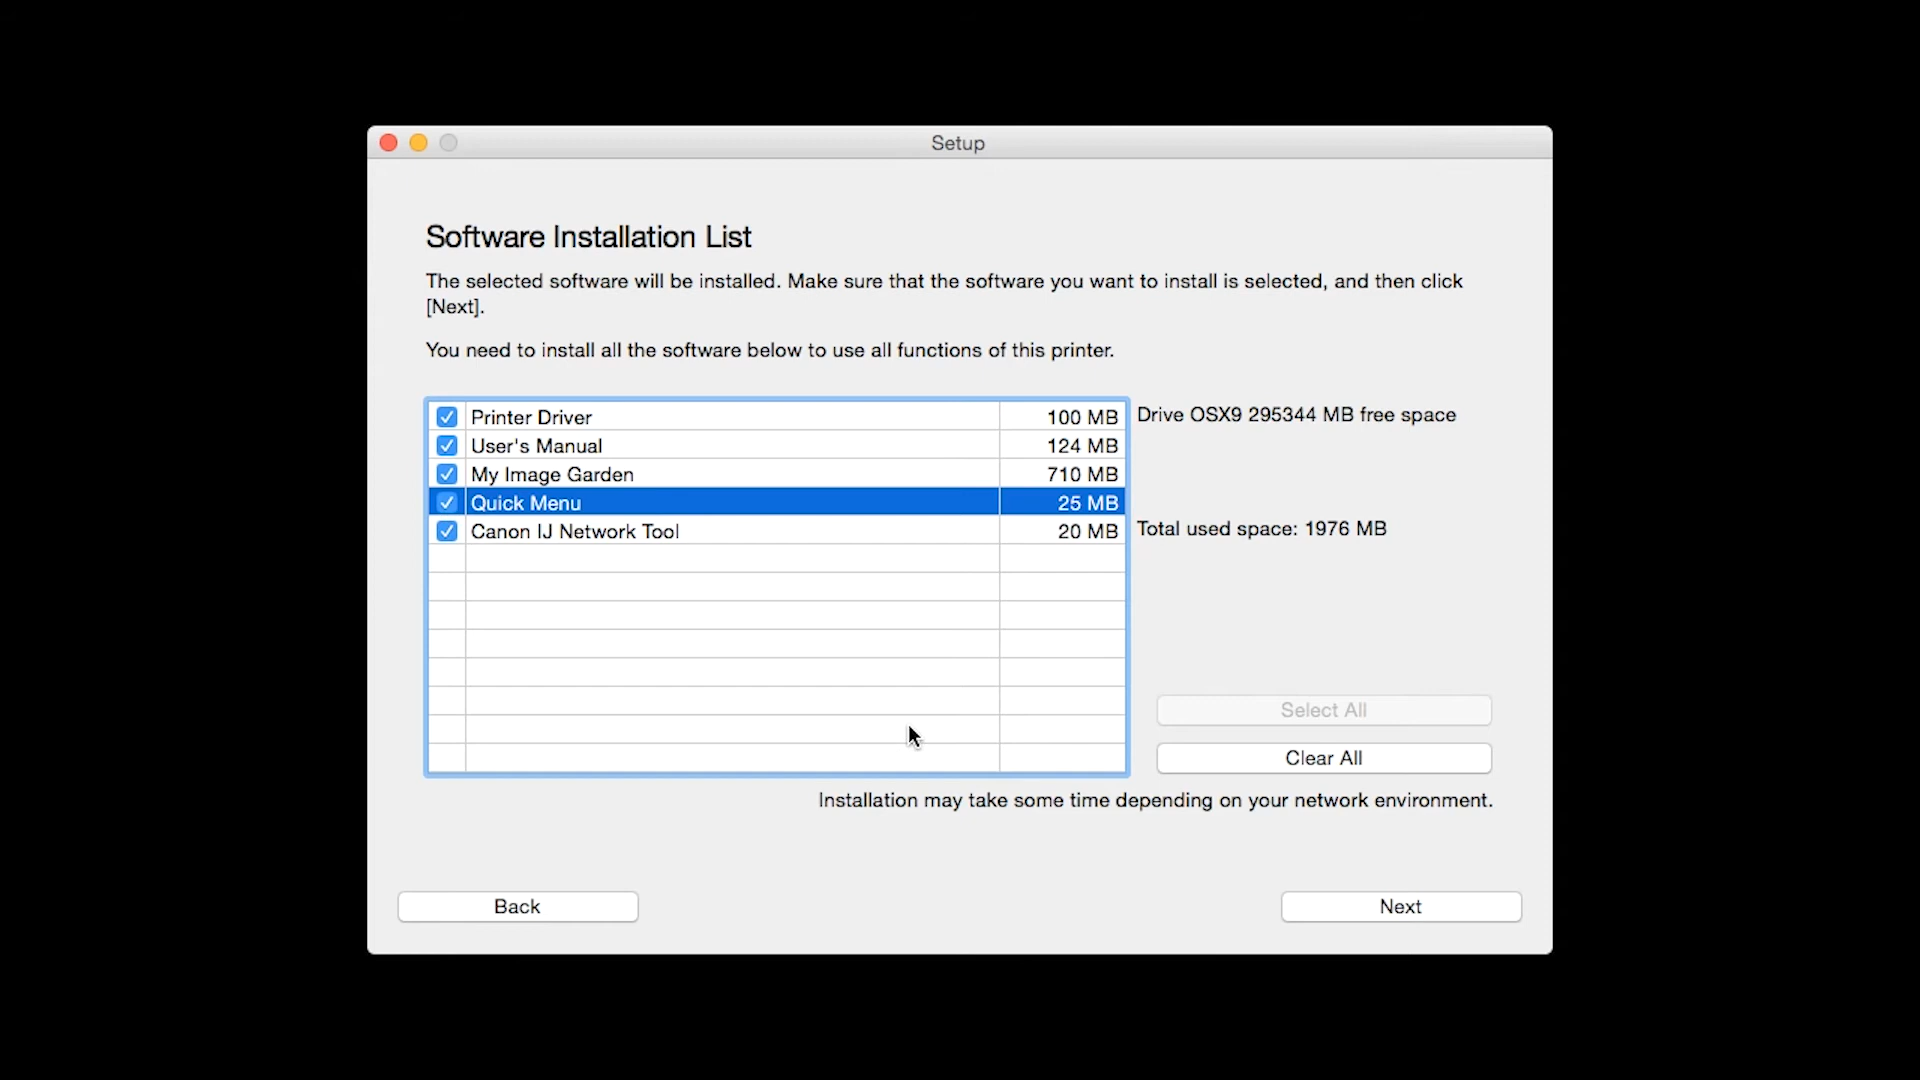 Setup
Software Installation List
The selected software will be installed. Make sure that the software you want to install is selected, and then click
[Next].
You need to install all the software below to use all functions of this printer.
Printer Driver 100 MB
User's Manual 124 MB
My Image Garden 710 MB
Quick Menu 25 MB
Canon IJ Network Tool 20 MB
Drive OSX9 295344 MB free space
Total used space: 1976 MB
Select All
Clear All
Installation may take some time depending on your network environment.
Back
Next